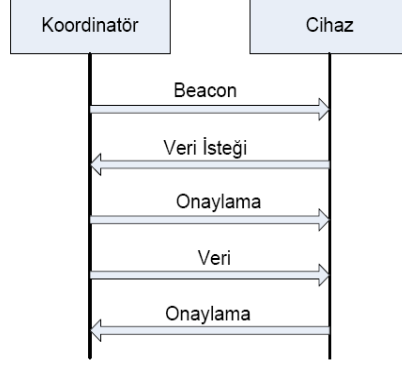 Koordinatör
Cihaz
Beacon
Veri İsteği
Onaylama
Veri
Onaylama